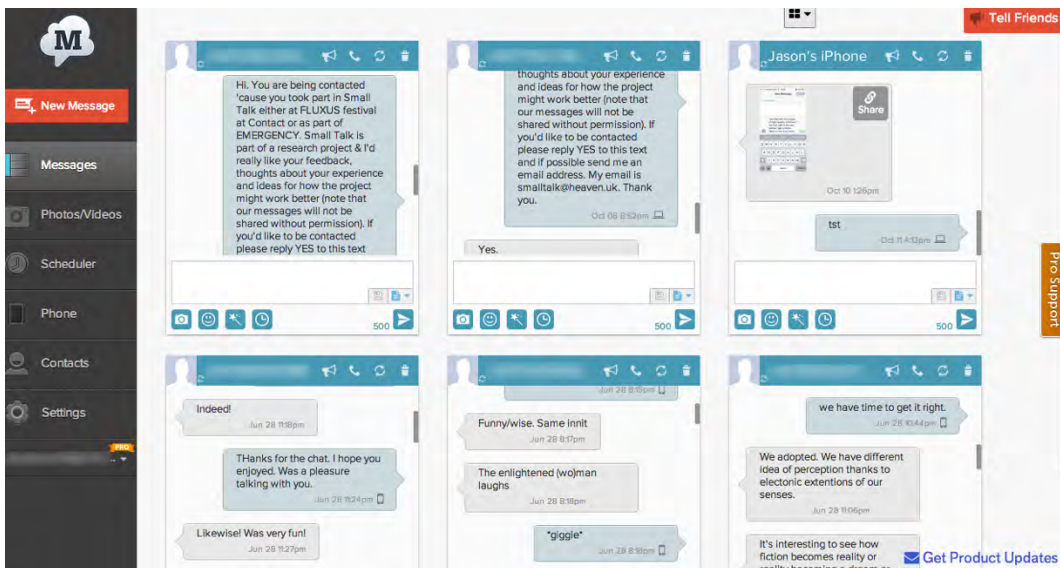 M
New Message
Messages
Photos/Videos
Scheduler
Phone
Contacts
Settings
PRO
Tell Friends
Hi. You are being contacted
'cause you took part in Small
Talk either at FLUXUS festival
at Contact or as part of
EMERGENCY. Small Talk is
part of a research project & I'd
really like your feedback,
thoughts about your experience
and ideas for how the project
might work better (note that
our messages will not be
shared without permission). If
you'd like to be contacted
please reply YES to this text
500
thoughts about your experience
and ideas for how the project
might work better (note that
our messages will not be
shared without permission). If
you'd like to be contacted
please reply YES to this text
and if possible send me an
email address. My email is
smalltalk@heaven.uk. Thank
you.
Oct 08 8:52pm
Yes.
500
Jason's iPhone
Share
Oct 10 1:26pm
tst
Oct 11 4:13pm
500
Pro Support
Indeed!
Jun 28 11:18pm
THanks for the chat. I hope you
enjoyed. Was a pleasure
talking with you.
Jun 28 11:24pm
Likewise! Was very fun!
Jun 28 11:27pm
Jun 28 8:15pm
Funny/wise. Same innit
Jun 28 8:17pm
The enlightened (wo)man
laughs
Jun 28 8:18pm
*giggle*
Jun 28 8:18pm
we have time to get it right.
Jun 28 10:44pm
We adopted. We have different
idea of perception thanks to
electonic extentions of our
senses.
Jun 28 11:06pm
It's interesting to see how
fiction becomes reality or
reality becoming a dream or
Get Product Updates